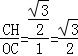 CH/OC = (√3/2)/1 = √3/2